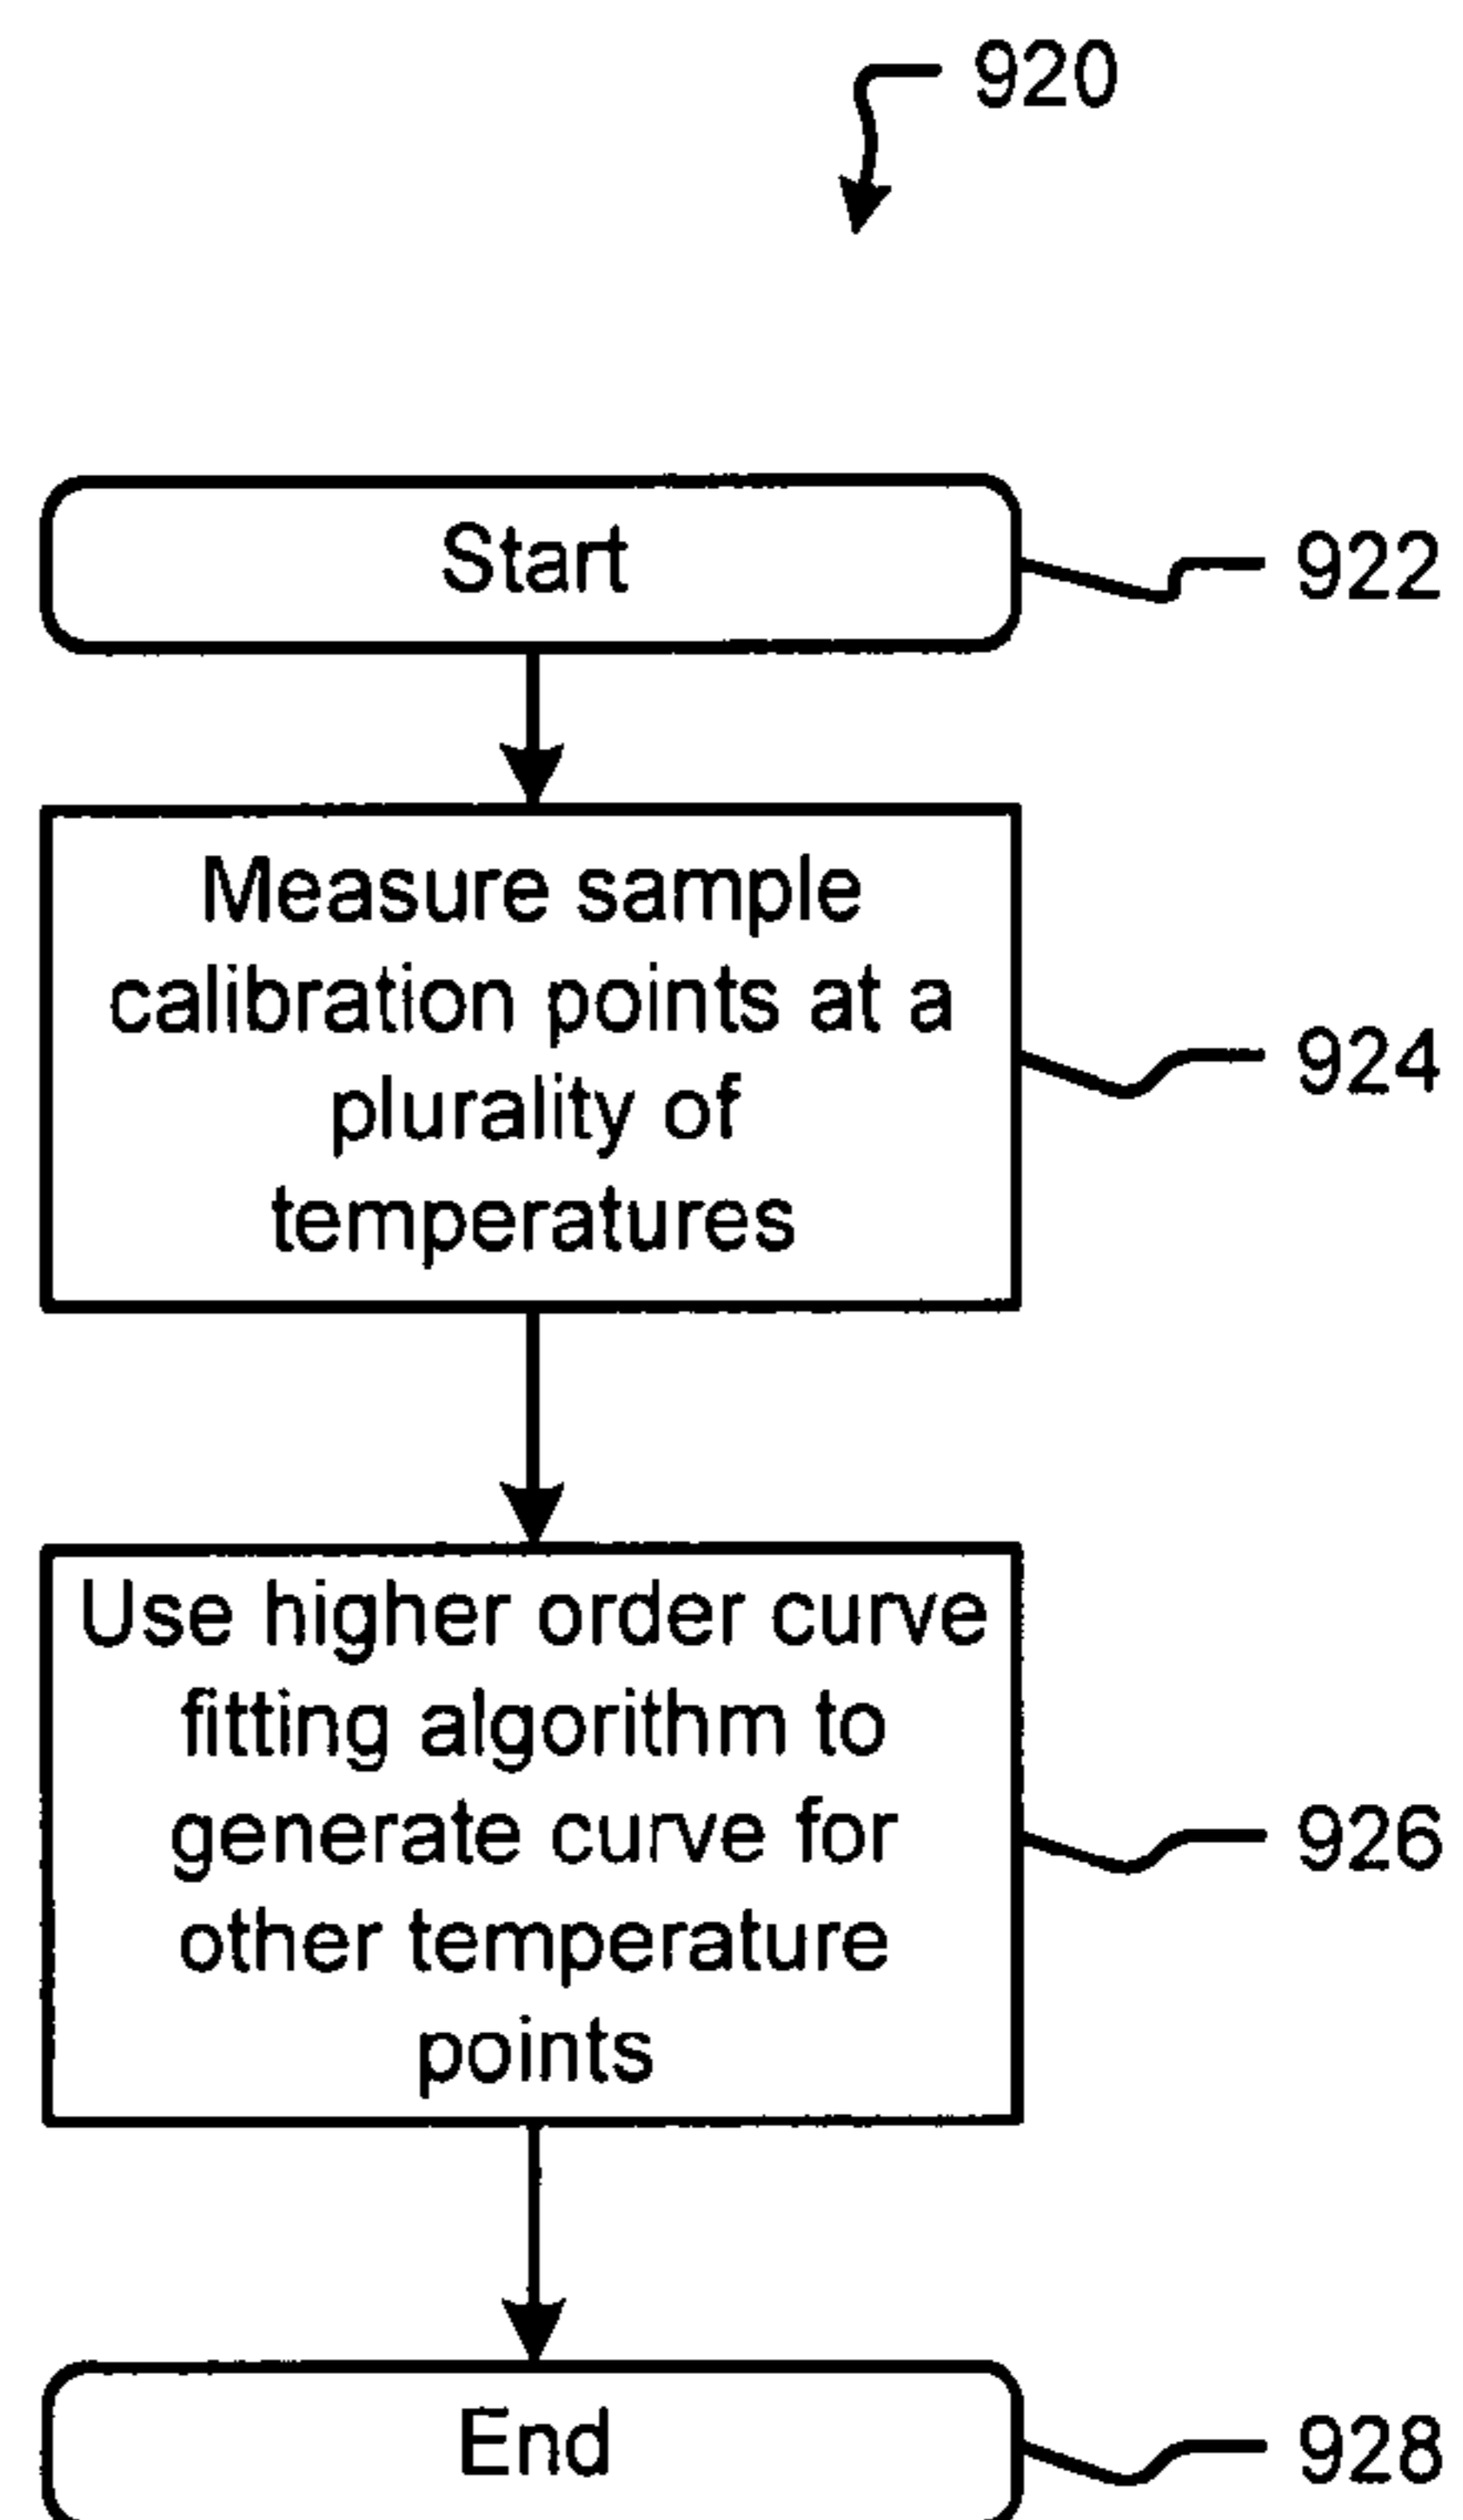 920
Start
922
Measure sample
calibration points at a
plurality of
temperatures
924
Use higher order curve
fitting algorithm to
generate curve for
other temperature
points
926
End
928